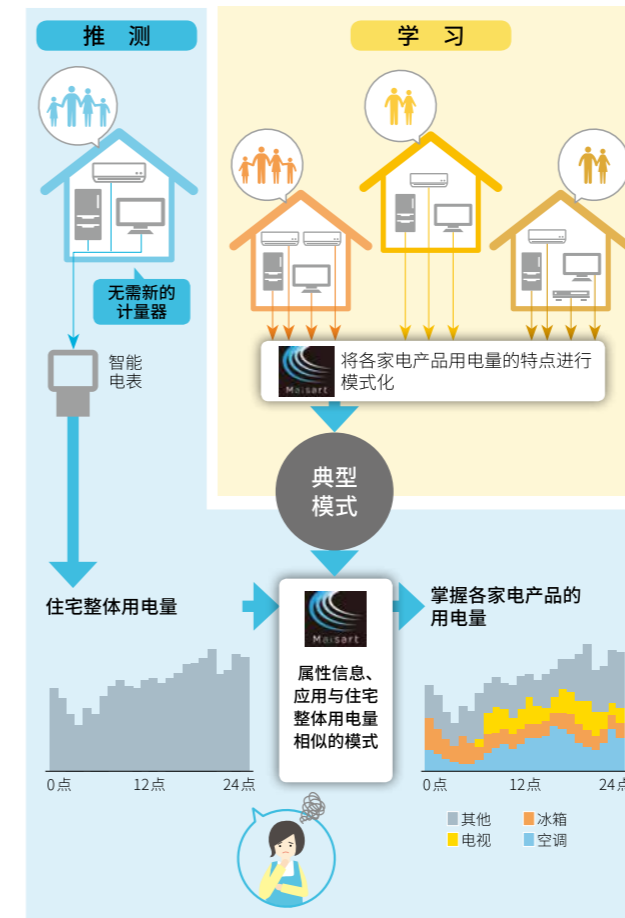 推 测
学 习
无需新的
计量器
智能
电表
Maisart
将各家电产品用电量的特点进行
模式化
典型
模式
住宅整体用电量
Maisart
属性信息、
应用与住宅
整体用电量
相似的模式
掌握各家电产品的
用电量
0点
12点
24点
0点
12点
24点
其他
冰箱
电视
空调